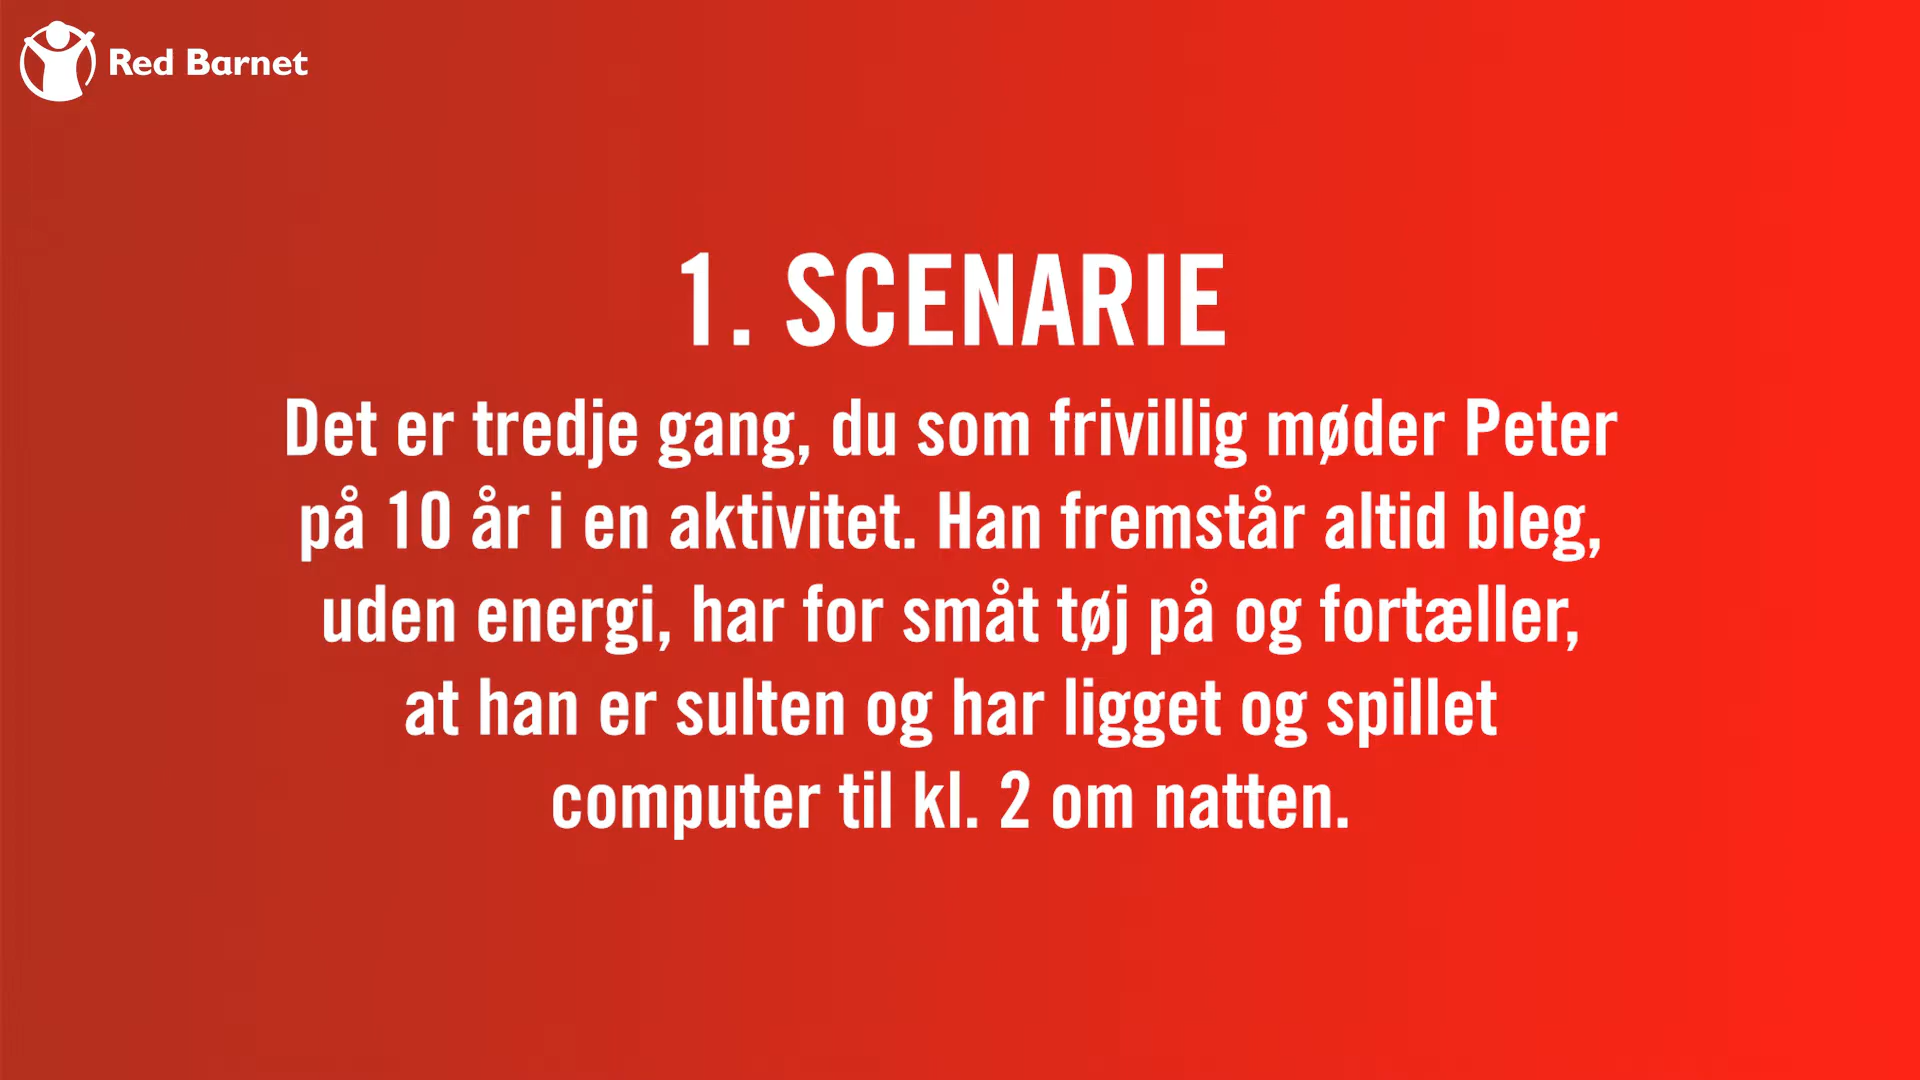 Red Barnet
1. SCENARIE
Det er tredje gang, du som frivillig møder Peter
på 10 år i en aktivitet. Han fremstår altid bleg,
uden energi, har for småt tøj på og fortæller,
at han er sulten og har ligget og spillet
computer til kl. 2 om natten.